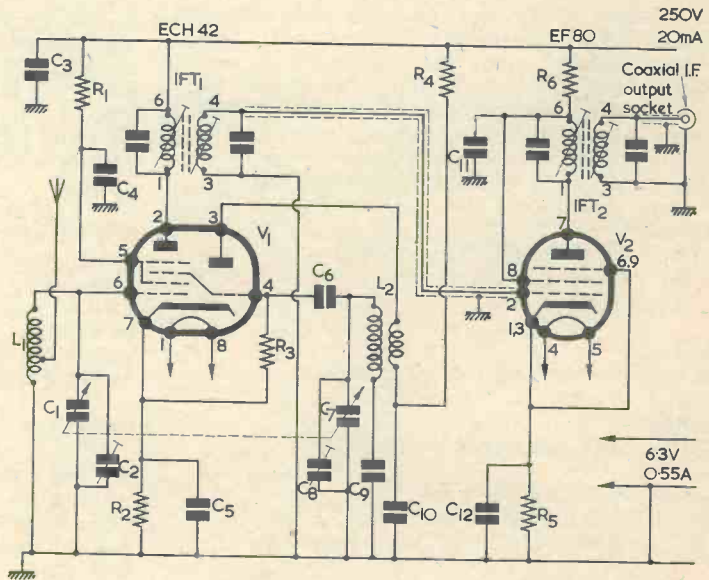 250V
20mA
ECH 42
EF80
Coaxial I.F.
output
socket
C3
R1
6
IFT1
4
R4
R6
6
4
C4
1
3
C11
1
3
IFT2
2
3
V1
7
V2
5
8
6,9
6
4
C6
L2
2
7
1,3
L1
1
8
R3
4
5
C1
C7
6·3V
0·55A
C2
R2
C5
C8
C9
C10
C12
R5